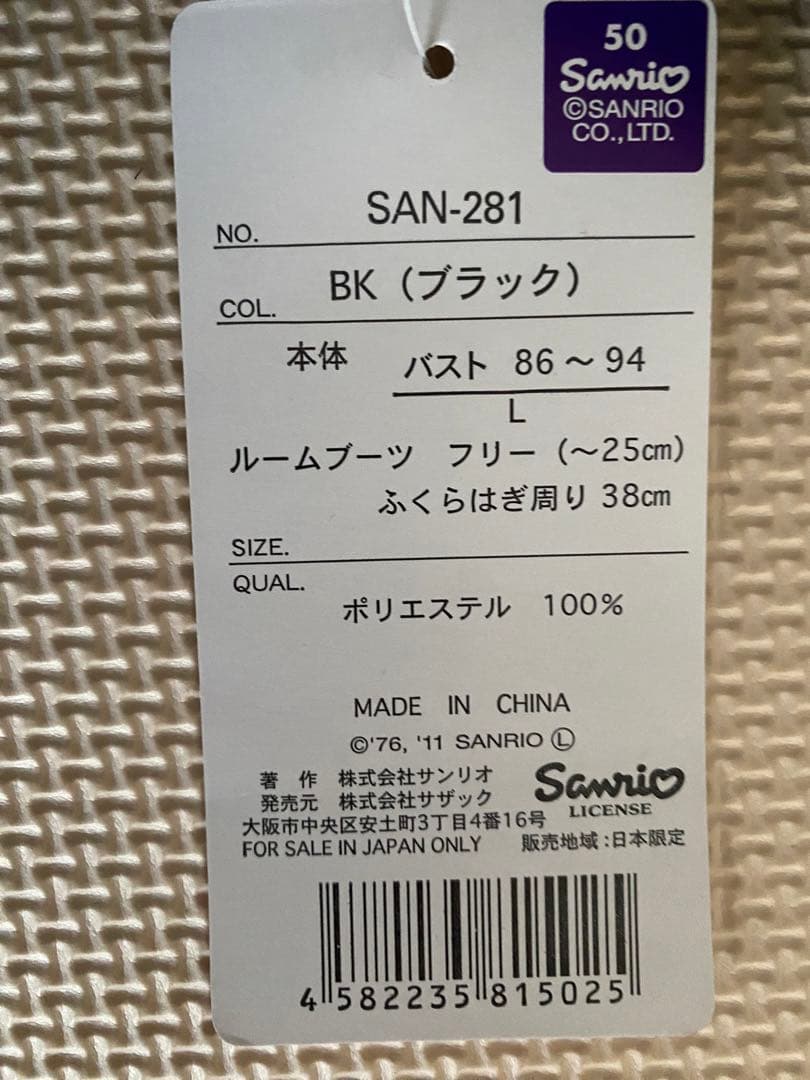 50
Sanrio
©SANRIO
CO.,LTD.
NO. SAN-281
COL. BK（ブラック）
本体 バスト 86～94
L
ルームブーツ フリー（～25㎝）
ふくらはぎ周り 38㎝
SIZE.
QUAL.
ポリエステル 100%
MADE IN CHINA
©'76, '11 SANRIO Ⓛ
著 作 株式会社サンリオ
発売元 株式会社サザック
Sanrio
LICENSE
大阪市中央区安土町3丁目4番16号
FOR SALE IN JAPAN ONLY 販売地域:日本限定
4 582235 815025